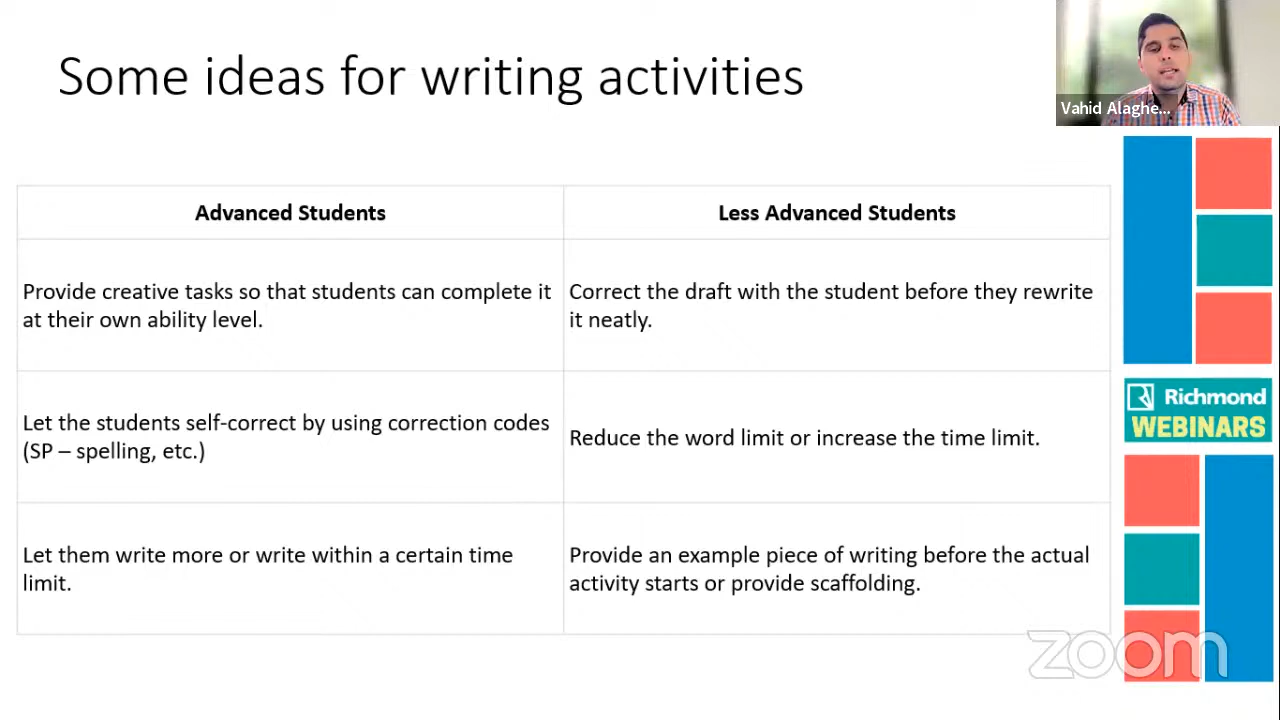 Some ideas for writing activities
Vahid Alaghe...
Advanced Students
Less Advanced Students
Provide creative tasks so that students can complete it
at their own ability level.
Correct the draft with the student before they rewrite
it neatly.
Let the students self-correct by using correction codes
(SP – spelling, etc.)
Reduce the word limit or increase the time limit.
Let them write more or write within a certain time
limit.
Provide an example piece of writing before the actual
activity starts or provide scaffolding.
Richmond
WEBINARS
zoom